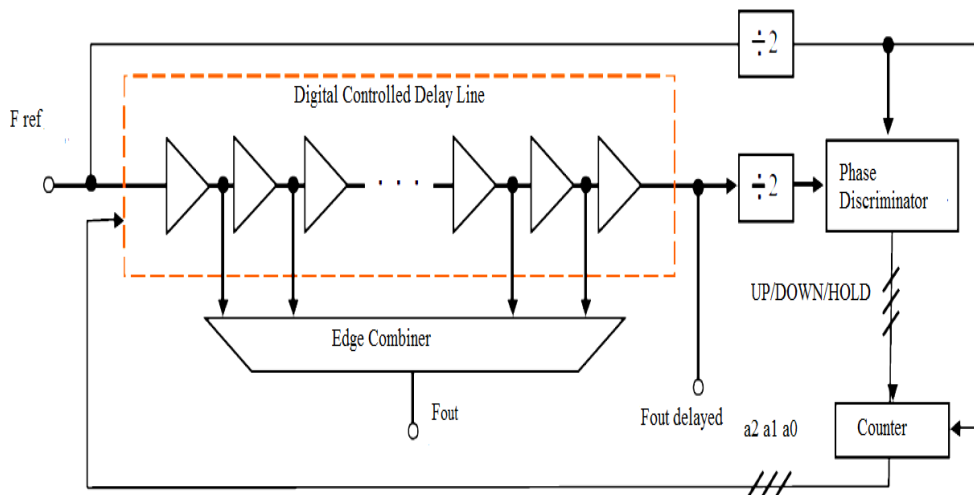 ÷2
Digital Controlled Delay Line
F ref
. . .
÷2
Phase
Discriminator
UP/DOWN/HOLD
Edge Combiner
Fout
Fout delayed
a2 a1 a0
Counter